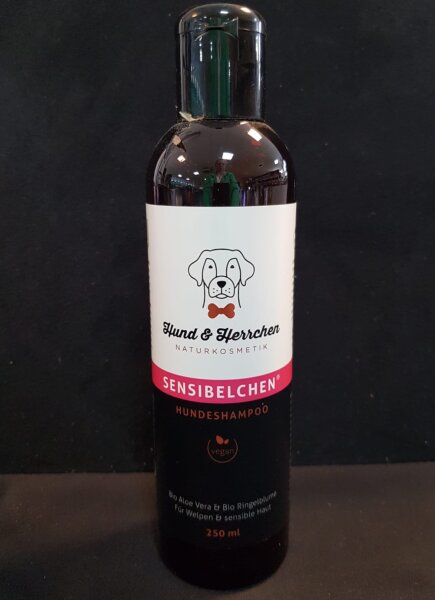 Hund & Herrchen
NATURKOSMETIK
SENSIBELCHEN®
HUNDESHAMPOO
vegan
Bio Aloe Vera & Bio Ringelblume
Für Welpen & sensible Haut
250 ml